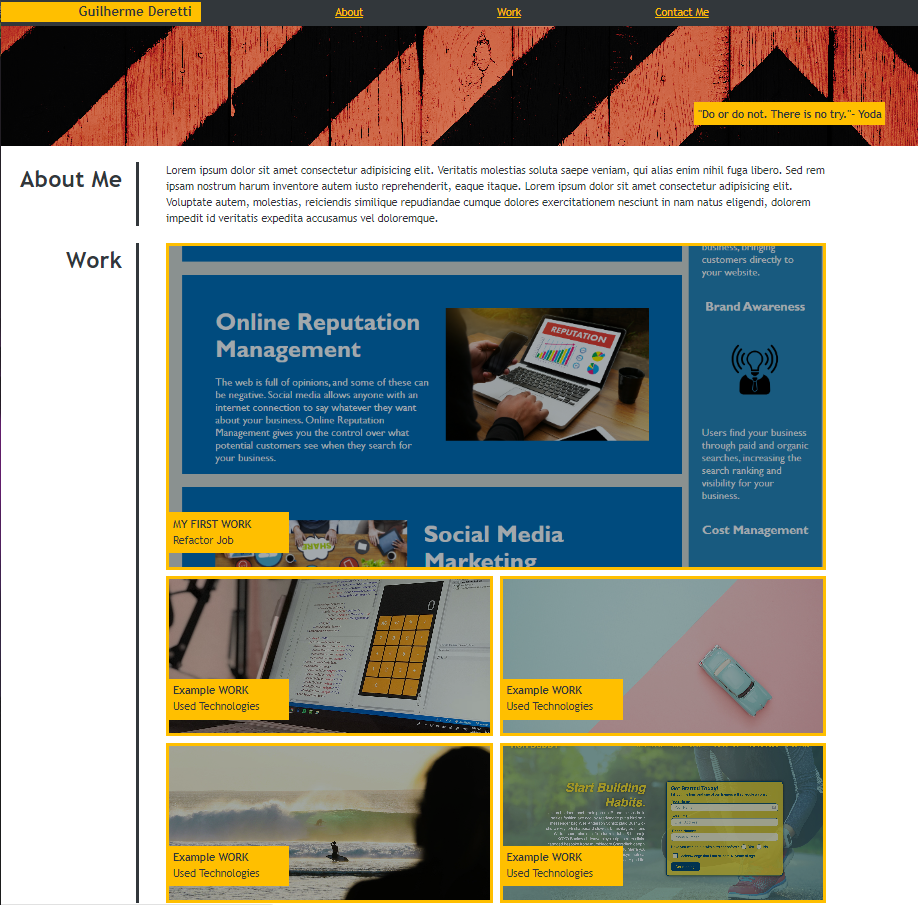 Guilherme Deretti
About
Work
Contact Me
"Do or do not. There is no try."- Yoda
About Me
Lorem ipsum dolor sit amet consectetur adipisicing elit. Veritatis molestias soluta saepe veniam, qui alias enim nihil fuga libero. Sed rem
ipsam nostrum harum inventore autem iusto reprehenderit, eaque itaque. Lorem ipsum dolor sit amet consectetur adipisicing elit.
Voluptate autem, molestias, reiciendis similique repudiandae cumque dolores exercitationem nesciunt in nam natus eligendi, dolorem
impedit id veritatis expedita accusamus vel doloremque.
Work
business, bringing
customers directly to
your website.
Online Reputation
Management
The web is full of opinions, and some of these can
be negative. Social media allows anyone with an
internet connection to say whatever they want
about your business. Online Reputation
Management gives you the control over what
potential customers see when they search for
your business.
REPUTATION
Brand Awareness
Users find your business
through paid and organic
searches, increasing the
search ranking and
visibility for your
business.
Cost Management
MY FIRST WORK
Refactor Job
SHARE
Social Media
Marketing
0
Example WORK
Used Technologies
Example WORK
Used Technologies
Example WORK
Used Technologies
Start Building
Habits.
Get Started Today!
Example WORK
Used Technologies